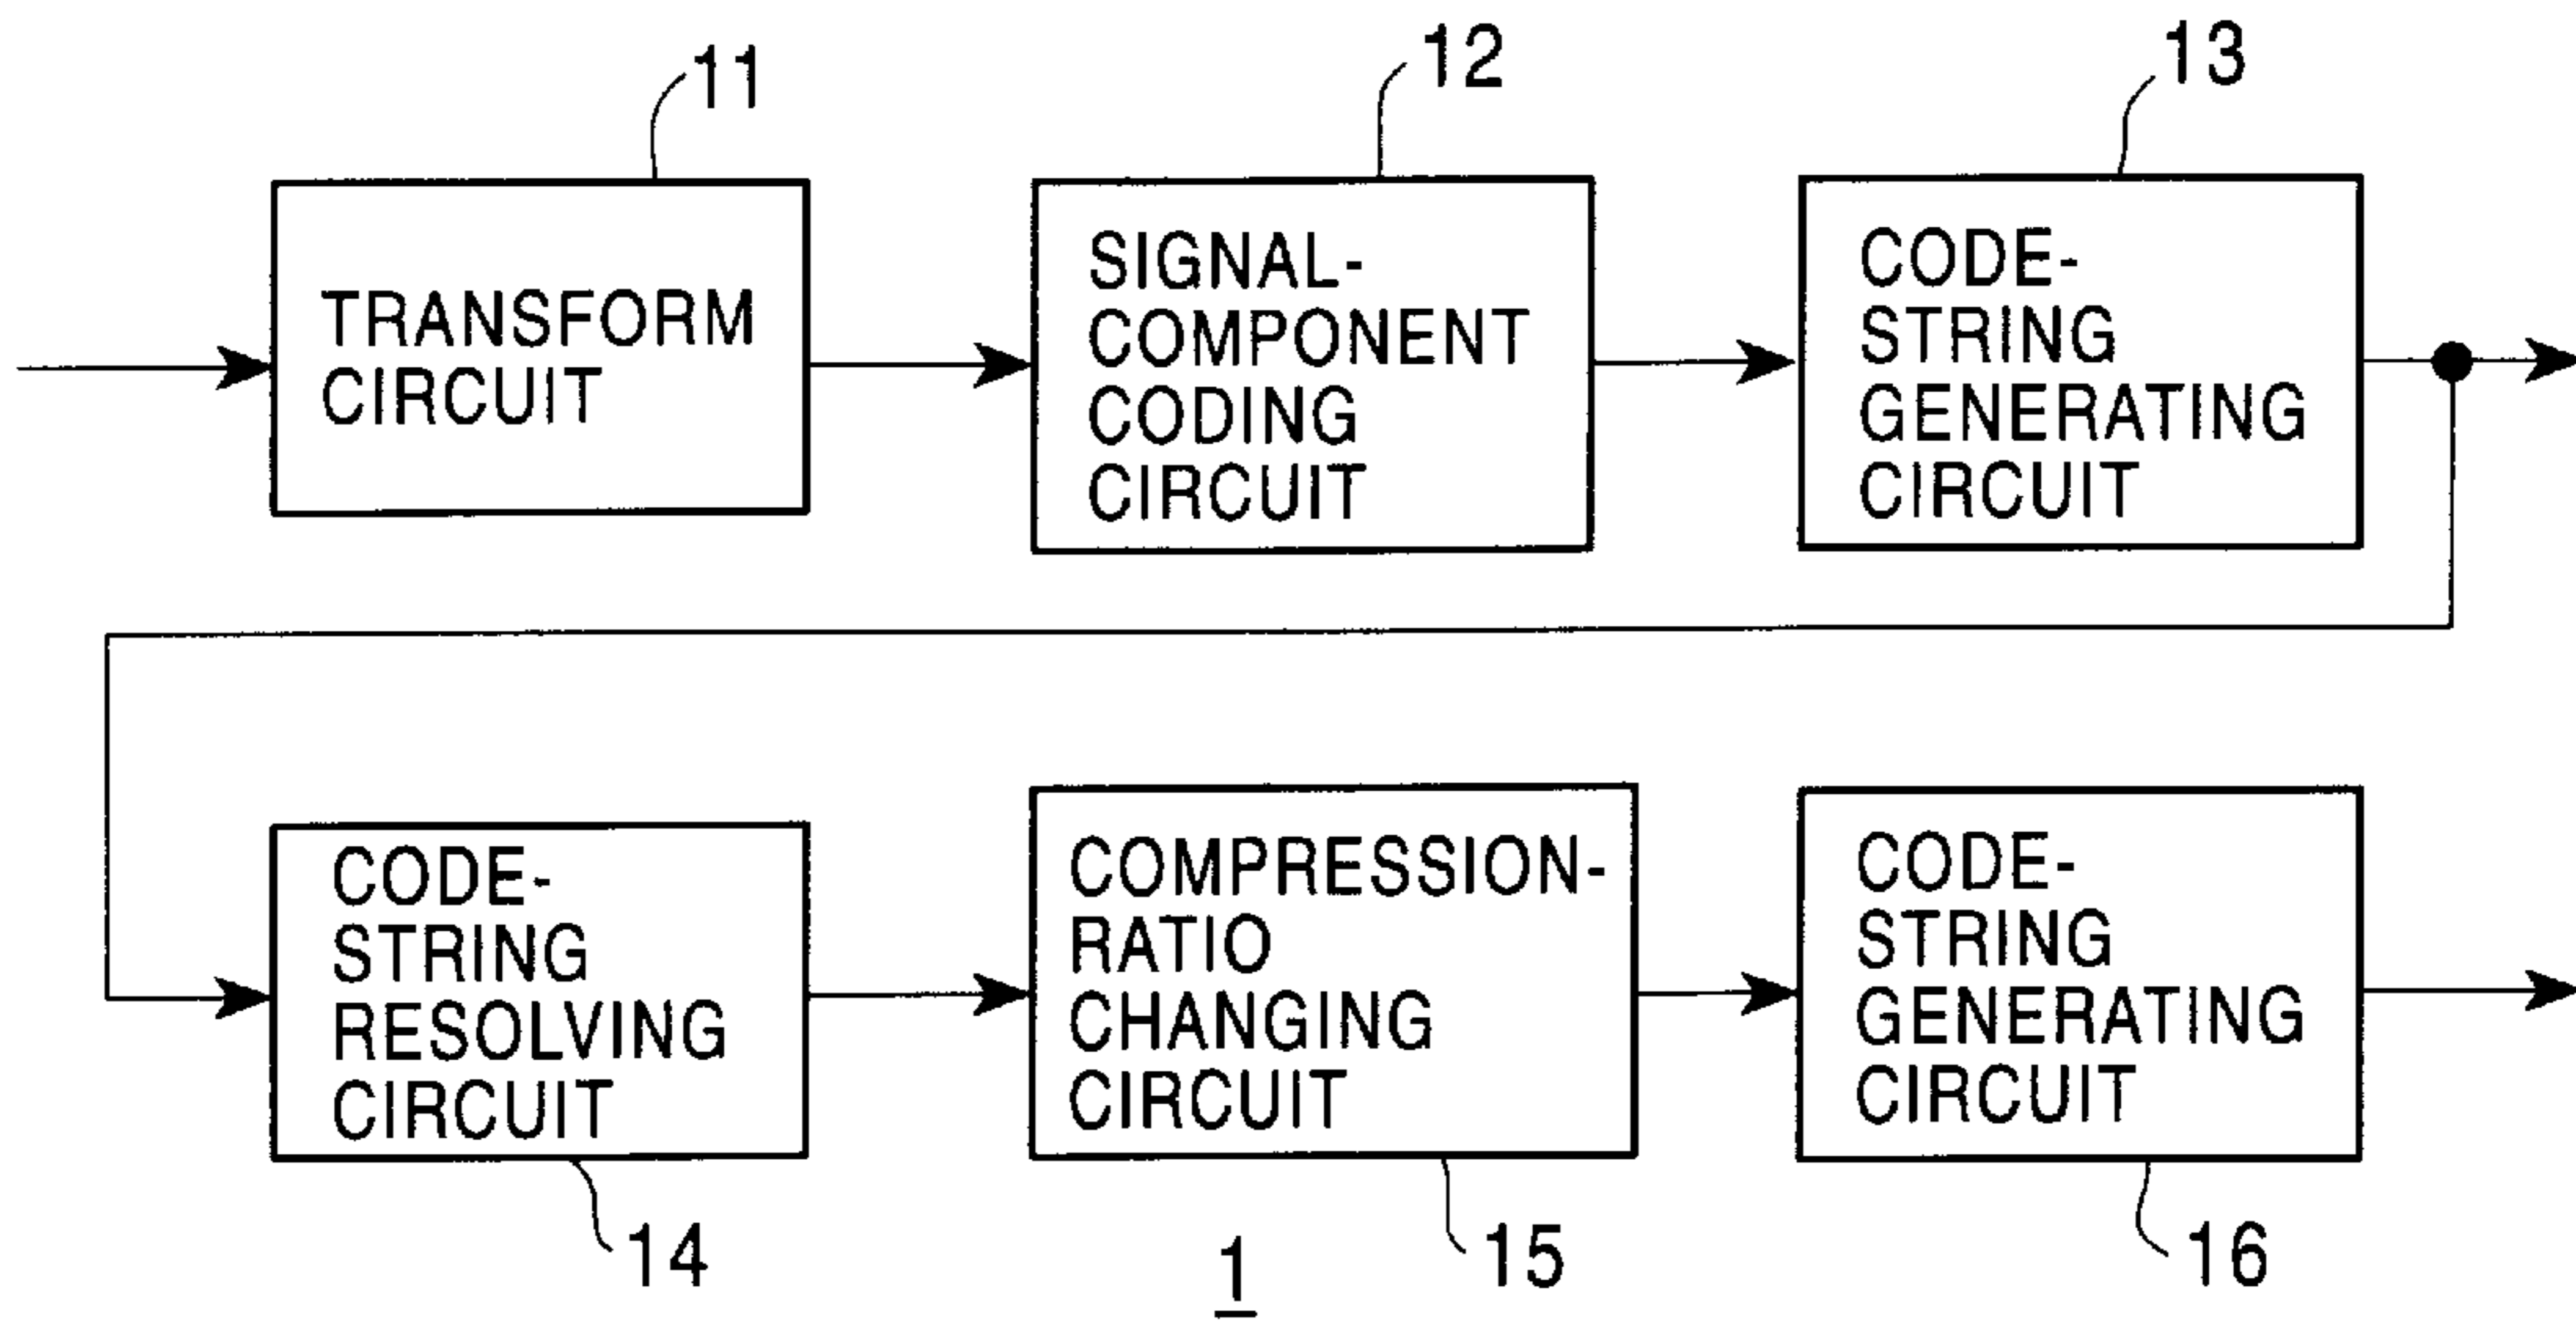 11
12
13
TRANSFORM
CIRCUIT
SIGNAL-
COMPONENT
CODING
CIRCUIT
CODE-
STRING
GENERATING
CIRCUIT
CODE-
STRING
RESOLVING
CIRCUIT
COMPRESSION-
RATIO
CHANGING
CIRCUIT
CODE-
STRING
GENERATING
CIRCUIT
14
15
16
1